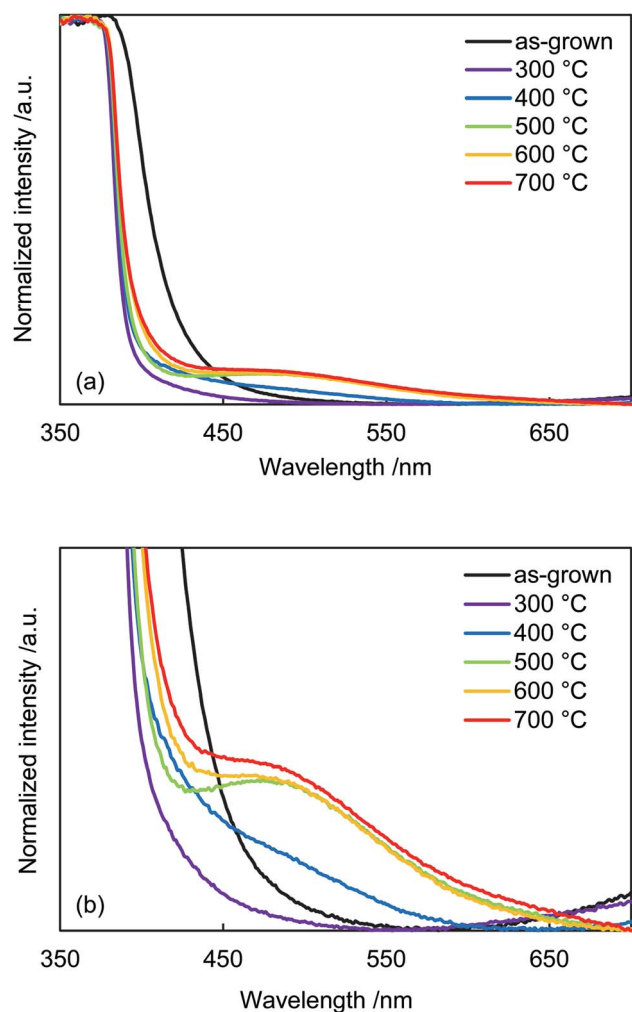 Normalized intensity /a.u.
as-grown
300 °C
400 °C
500 °C
600 °C
700 °C
(a)
350
450
550
650
Wavelength /nm
Normalized intensity /a.u.
as-grown
300 °C
400 °C
500 °C
600 °C
700 °C
(b)
350
450
550
650
Wavelength /nm